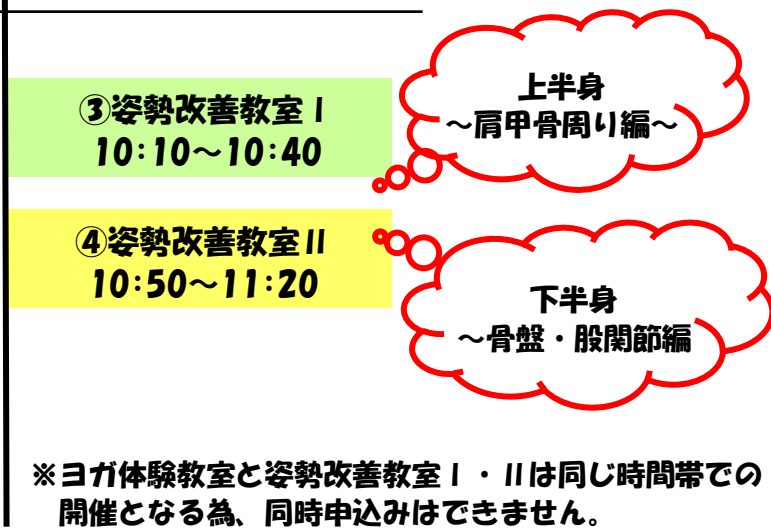 ③姿勢改善教室Ⅰ
10:10～10:40
上半身
～肩甲骨周り編～
④姿勢改善教室Ⅱ
10:50～11:20
下半身
～骨盤・股関節編
※ヨガ体験教室と姿勢改善教室Ⅰ・Ⅱは同じ時間帯での
開催となる為、同時申込みはできません。